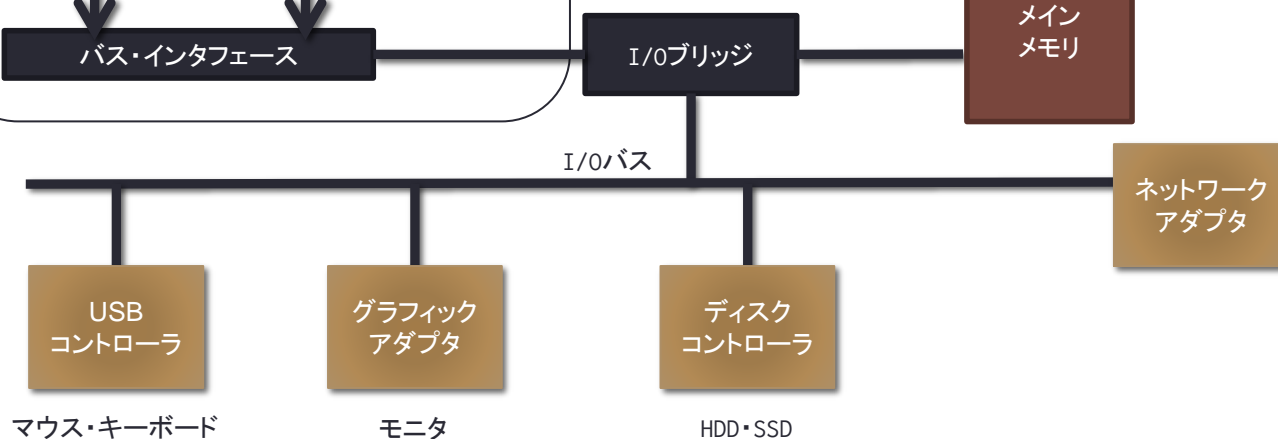 メイン
メモリ
バス・インタフェース
I/Oブリッジ
I/Oバス
ネットワーク
アダプタ
USB
コントローラ
グラフィック
アダプタ
ディスク
コントローラ
マウス・キーボード
モニタ
HDD・SSD